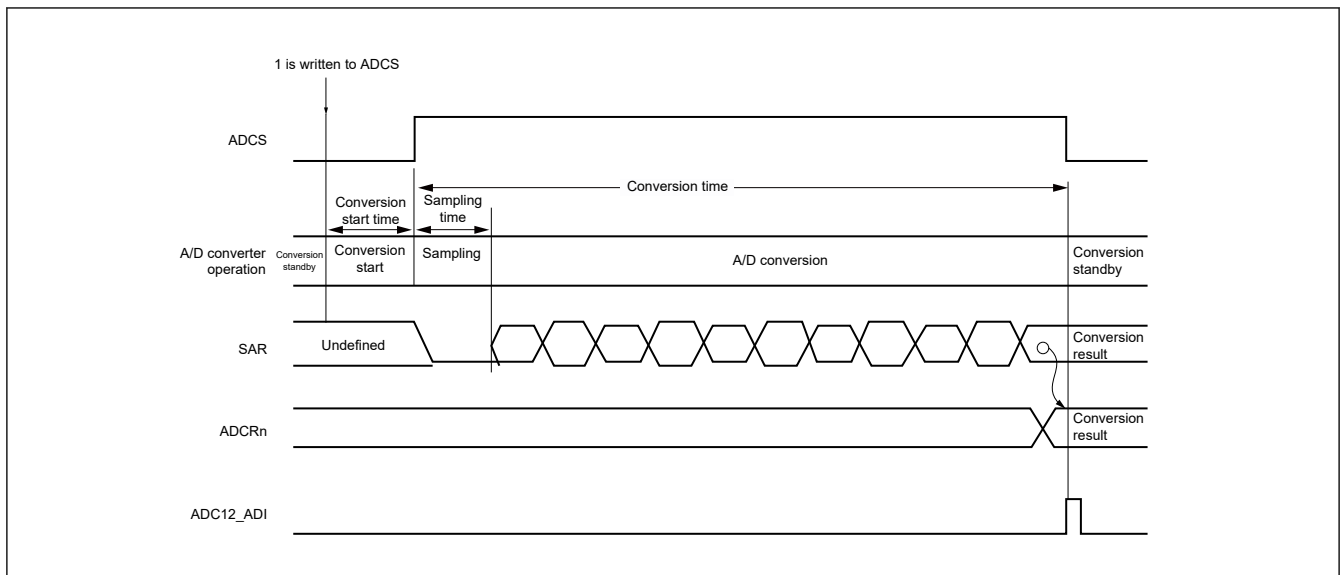 1 is written to ADCS
ADCS
Conversion time
Conversion
start time
Sampling
time
A/D converter
operation
Conversion
standby
Conversion
start
Sampling
A/D conversion
Conversion
standby
SAR
Undefined
Conversion
result
ADCRn
Conversion
result
ADC12_ADI